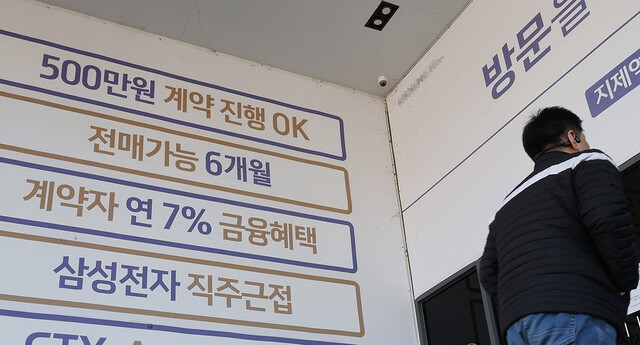 500만원 계약 진행 OK
전매가능 6개월
계약자 연 7% 금융혜택
삼성전자 직주근접
방문을
지제역